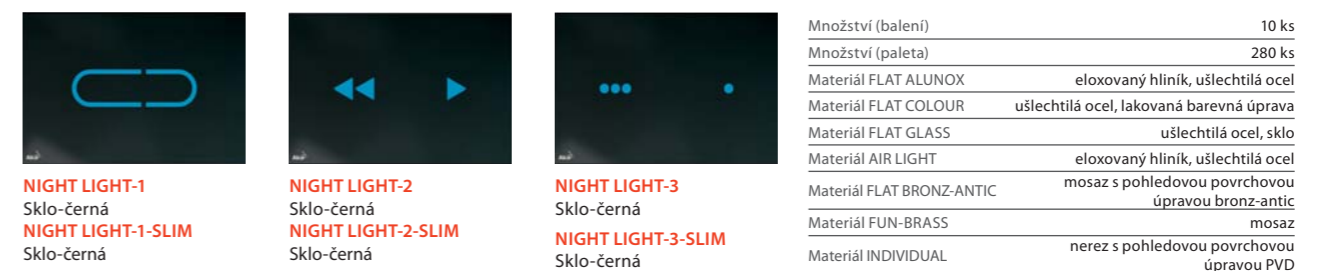 NIGHT LIGHT-1
Sklo-černá
NIGHT LIGHT-1-SLIM
Sklo-černá
NIGHT LIGHT-2
Sklo-černá
NIGHT LIGHT-2-SLIM
Sklo-černá
NIGHT LIGHT-3
Sklo-černá
NIGHT LIGHT-3-SLIM
Sklo-černá
Množství (balení) 10 ks
Množství (paleta) 280 ks
Materiál FLAT ALUNOX eloxovaný hliník, ušlechtilá ocel
Materiál FLAT COLOUR ušlechtilá ocel, lakovaná barevná úprava
Materiál FLAT GLASS ušlechtilá ocel, sklo
Materiál AIR LIGHT eloxovaný hliník, ušlechtilá ocel
Materiál FLAT BRONZ-ANTIC mosaz s pohledovou povrchovou
úpravou bronz-antic
Materiál FUN-BRASS mosaz
Materiál INDIVIDUAL nerez s pohledovou povrchovou
úpravou PVD